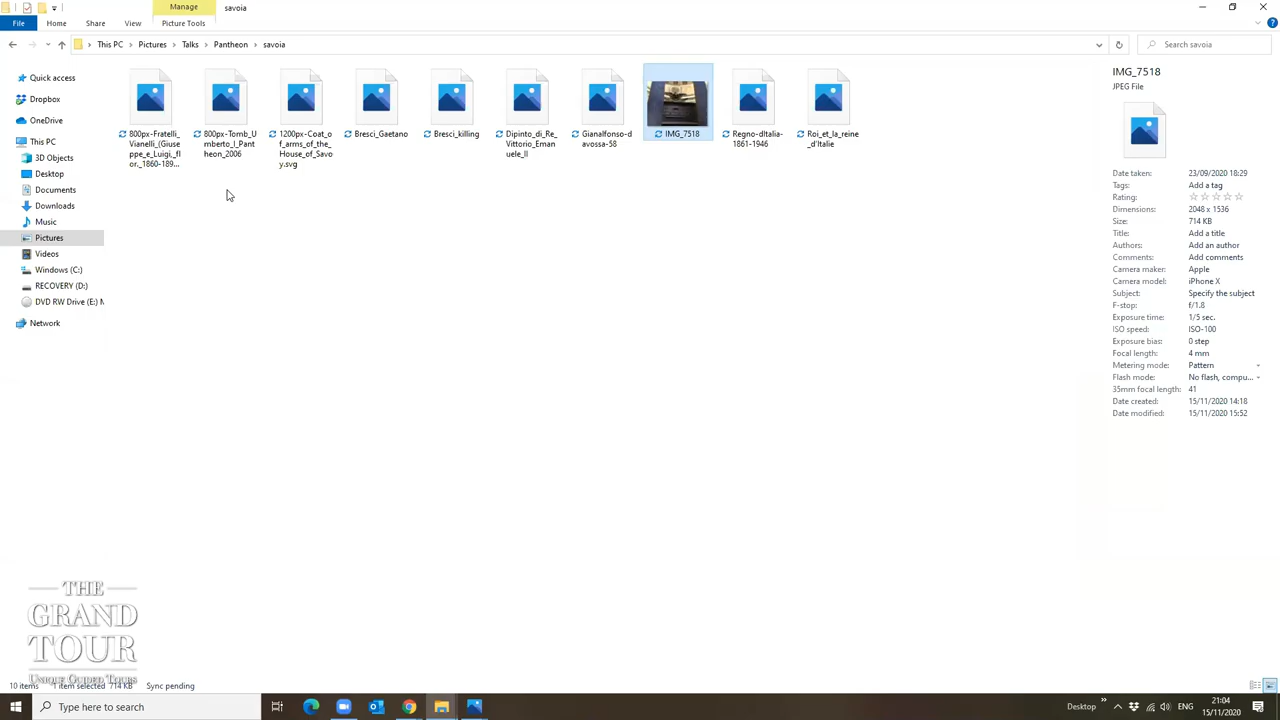 Manage
savoia
File
Home
Share
View
Picture Tools
This PC
Pictures
Talks
Pantheon
savoia
Search savoia
Quick access
Dropbox
OneDrive
This PC
3D Objects
Desktop
Documents
Downloads
Music
Pictures
Videos
Windows (C:)
RECOVERY (D:)
DVD RW Drive (E:) M
Network
800px-Fratelli_
Vianelli_(Giuse
ppe_e_Luigi,_fl
or._1860-189...
800px-Tomb_U
mberto_I_Pant
heon_2006
1200px-Coat_o
f_arms_of_the_
House_of_Savo
y.svg
Bresci_Gaetano
Bresci_killing
Dipinto_di_Re_
Vittorio_Eman
uele_II
Gianalfonso-d
avossa-58
IMG_7518
Regno-dItalia-
1861-1946
Roi_et_la_reine
_d'Italie
IMG_7518
JPEG File
Date taken: 23/09/2020 18:29
Tags: Add a tag
Rating:
Dimensions: 2048 x 1536
Size: 714 KB
Title: Add a title
Authors: Add an author
Comments: Add comments
Camera maker: Apple
Camera model: iPhone X
Subject: Specify the subject
F-stop: f/1.8
Exposure time: 1/5 sec.
ISO speed: ISO-100
Exposure bias: 0 step
Focal length: 4 mm
Metering mode: Pattern
Flash mode: No flash, compu...
35mm focal length: 41
Date created: 15/11/2020 14:18
Date modified: 15/11/2020 15:52
THE
GRAND
TOUR
UNIQUE GUIDED TOURS
10 items 1 item selected 714 KB Sync pending
Type here to search
Desktop
ENG
21:04
15/11/2020